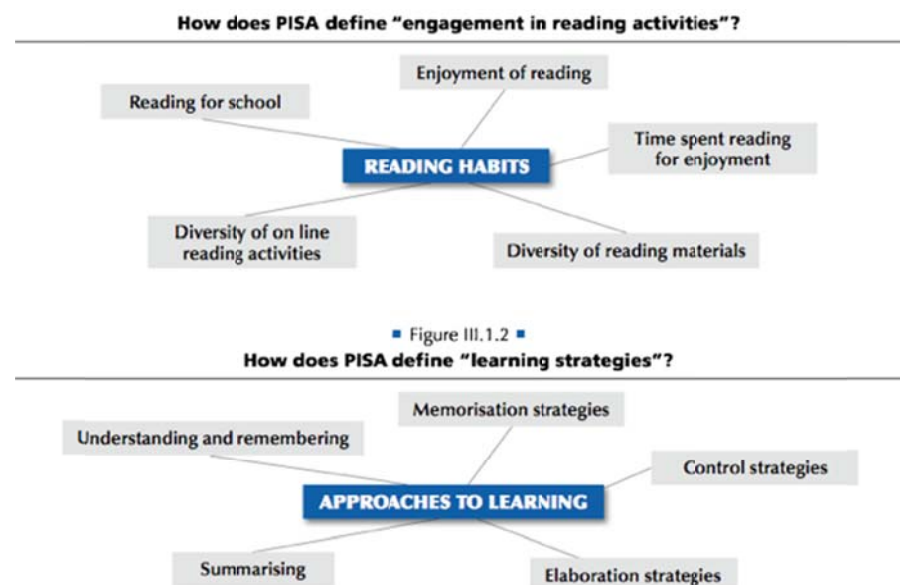 How does PISA define “engagement in reading activities”?
Enjoyment of reading
Reading for school
Time spent reading
for enjoyment
READING HABITS
Diversity of on line
reading activities
Diversity of reading materials
▪ Figure III.1.2 ▪
How does PISA define “learning strategies”?
Memorisation strategies
Understanding and remembering
Control strategies
APPROACHES TO LEARNING
Summarising
Elaboration strategies